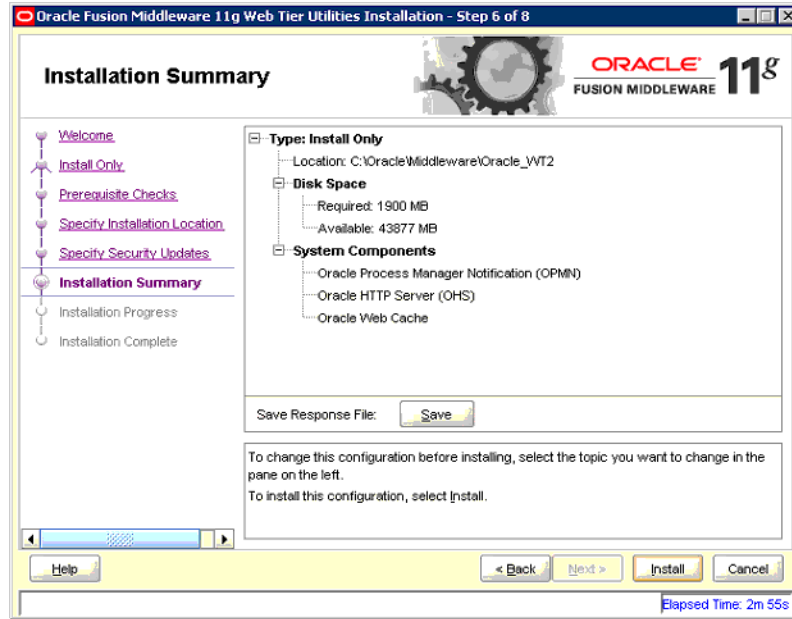 Oracle Fusion Middleware 11g Web Tier Utilities Installation - Step 6 of 8
Installation Summary
ORACLE
FUSION MIDDLEWARE
11g
Welcome
Install Only
Prerequisite Checks
Specify Installation Location
Specify Security Updates
Installation Summary
Installation Progress
Installation Complete
Type: Install Only
Location: C:\Oracle\Middleware\Oracle_WT2
Disk Space
Required: 1900 MB
Available: 43877 MB
System Components
Oracle Process Manager Notification (OPMN)
Oracle HTTP Server (OHS)
Oracle Web Cache
Save Response File:
Save
To change this configuration before installing, select the topic you want to change in the
pane on the left.
To install this configuration, select Install.
Help
< Back
Next >
Install
Cancel
Elapsed Time: 2m 55s